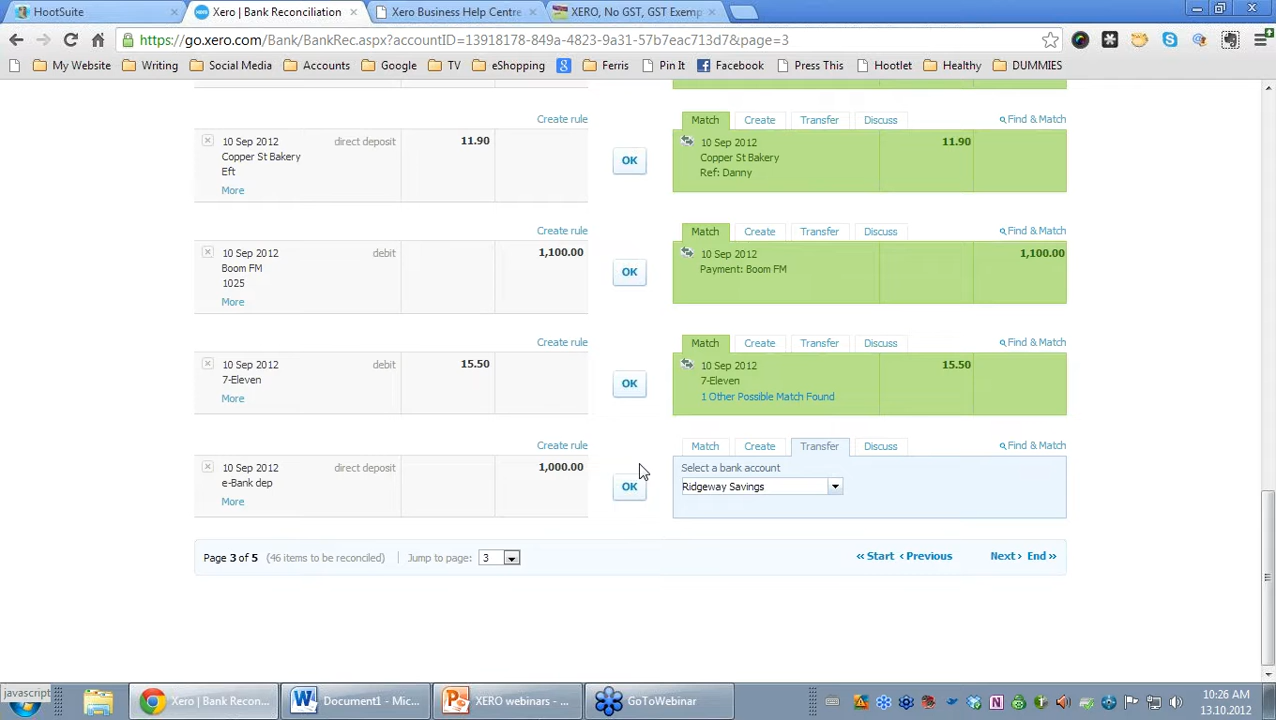 HootSuite
Xero | Bank Reconciliation
Xero Business Help Centre
XERO, No GST, GST Exemp
https://go.xero.com/Bank/BankRec.aspx?accountID=13918178-849a-4823-9a31-57b7eac713d7&page=3
My Website Writing Social Media Accounts Google TV eShopping Ferris Pin It Facebook Press This Hootlet Healthy DUMMIES
Create rule Match Create Transfer Discuss Find & Match
10 Sep 2012 direct deposit 11.90 OK 10 Sep 2012 11.90
Copper St Bakery Copper St Bakery
Eft Ref: Danny
More
Create rule Match Create Transfer Discuss Find & Match
10 Sep 2012 debit 1,100.00 OK 10 Sep 2012 1,100.00
Boom FM Payment: Boom FM
1025
More
Create rule Match Create Transfer Discuss Find & Match
10 Sep 2012 debit 15.50 OK 10 Sep 2012 15.50
7-Eleven 7-Eleven
More 1 Other Possible Match Found
Create rule Match Create Transfer Discuss Find & Match
10 Sep 2012 direct deposit 1,000.00 OK Select a bank account
e-Bank dep Ridgeway Savings
More
Page 3 of 5 (46 items to be reconciled) Jump to page: 3 « Start ‹ Previous Next › End »
javascript
Xero | Bank Recon... Document1 - Mic... XERO webinars - ... GoToWebinar
10:26 AM
13.10.2012